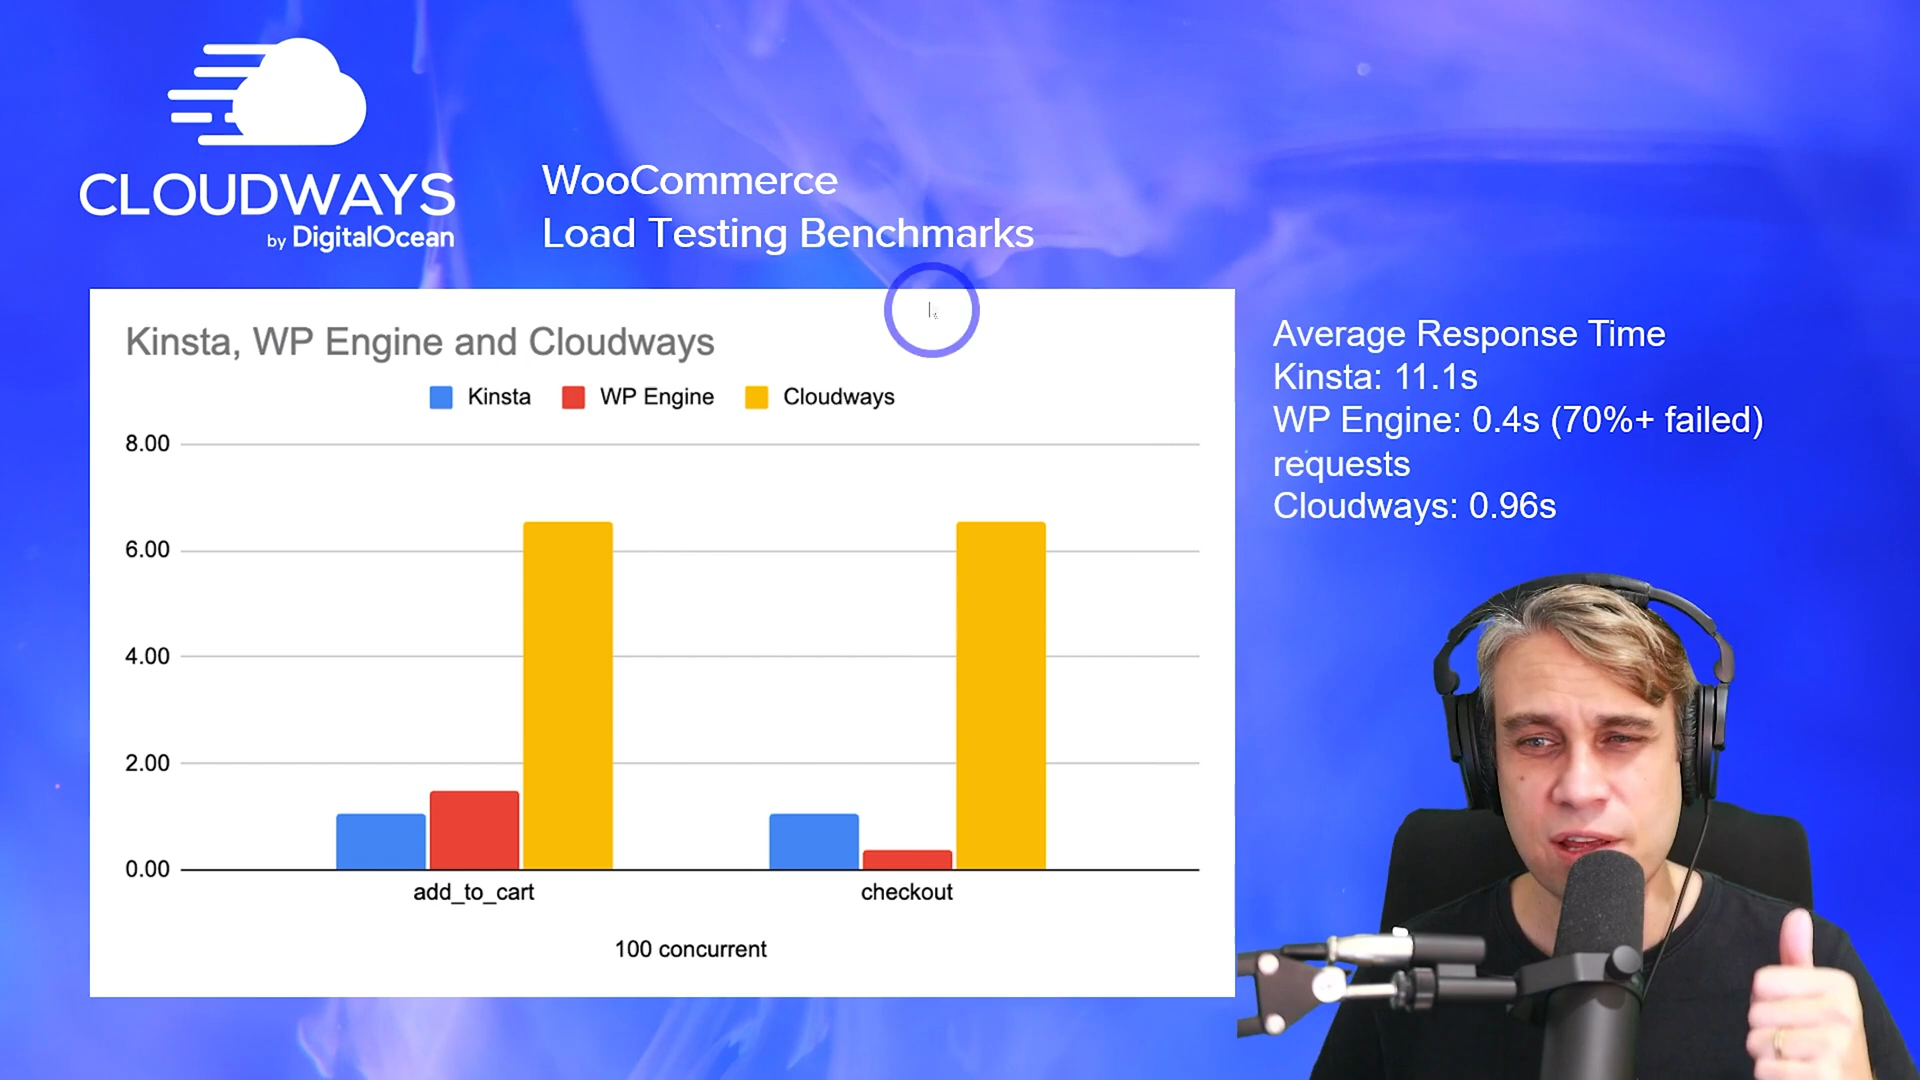 CLOUDWAYS
by DigitalOcean
WooCommerce
Load Testing Benchmarks
Kinsta, WP Engine and Cloudways
Kinsta
WP Engine
Cloudways
8.00
6.00
4.00
2.00
0.00
add_to_cart
checkout
100 concurrent
Average Response Time
Kinsta: 11.1s
WP Engine: 0.4s (70%+ failed)
requests
Cloudways: 0.96s